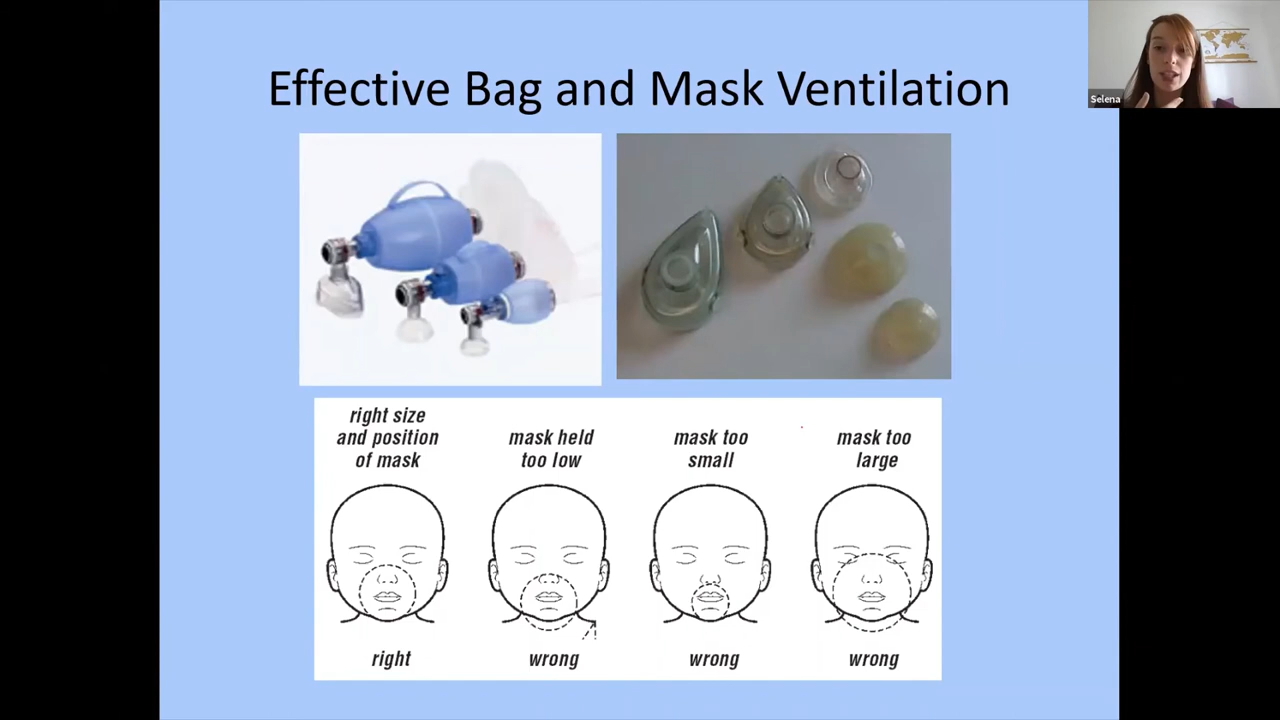 Effective Bag and Mask Ventilation
Selena
right size
and position
of mask
mask held
too low
mask too
small
mask too
large
right
wrong
wrong
wrong